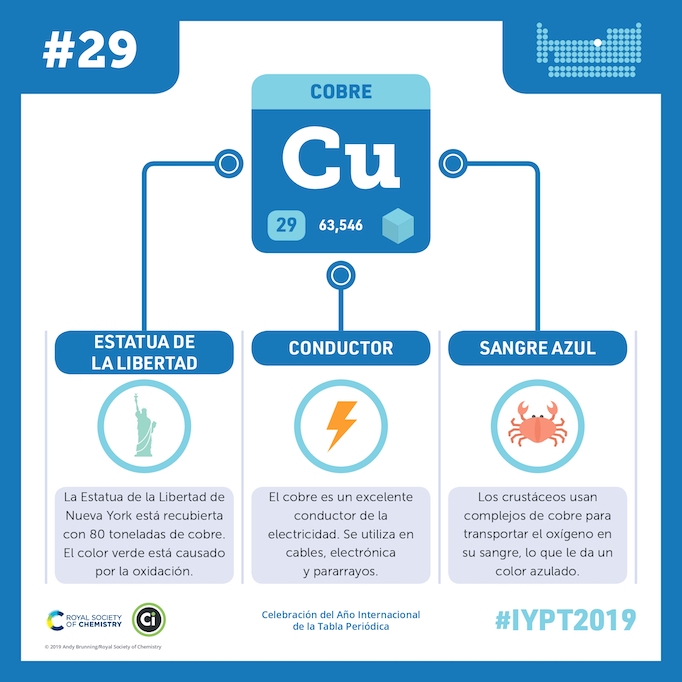 #29
COBRE
Cu
29
63,546
ESTATUA DE
LA LIBERTAD
CONDUCTOR
SANGRE AZUL
La Estatua de la Libertad de
Nueva York está recubierta
con 80 toneladas de cobre.
El color verde está causado
por la oxidación.
El cobre es un excelente
conductor de la
electricidad. Se utiliza en
cables, electrónica
y pararrayos.
Los crustáceos usan
complejos de cobre para
transportar el oxígeno en
su sangre, lo que le da un
color azulado.
ROYAL SOCIETY
OF CHEMISTRY
Ci
© 2019 Andy Brunning/Royal Society of Chemistry
Celebración del Año Internacional
de la Tabla Periódica
#IYPT2019